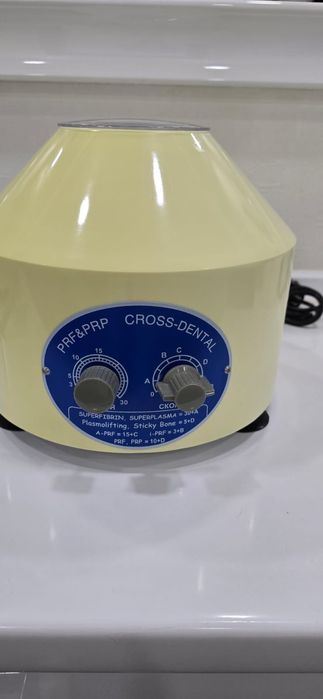 PRF&PRP CROSS-DENTAL
3 5 10 15 30
0 A B C D
SUPERFIBRIN, SUPERPLASMA = 30+A
Plasmolifting, Sticky Bone = 5+D
A-PRF = 15+C i-PRF = 3+B
PRF, PRP = 10+D